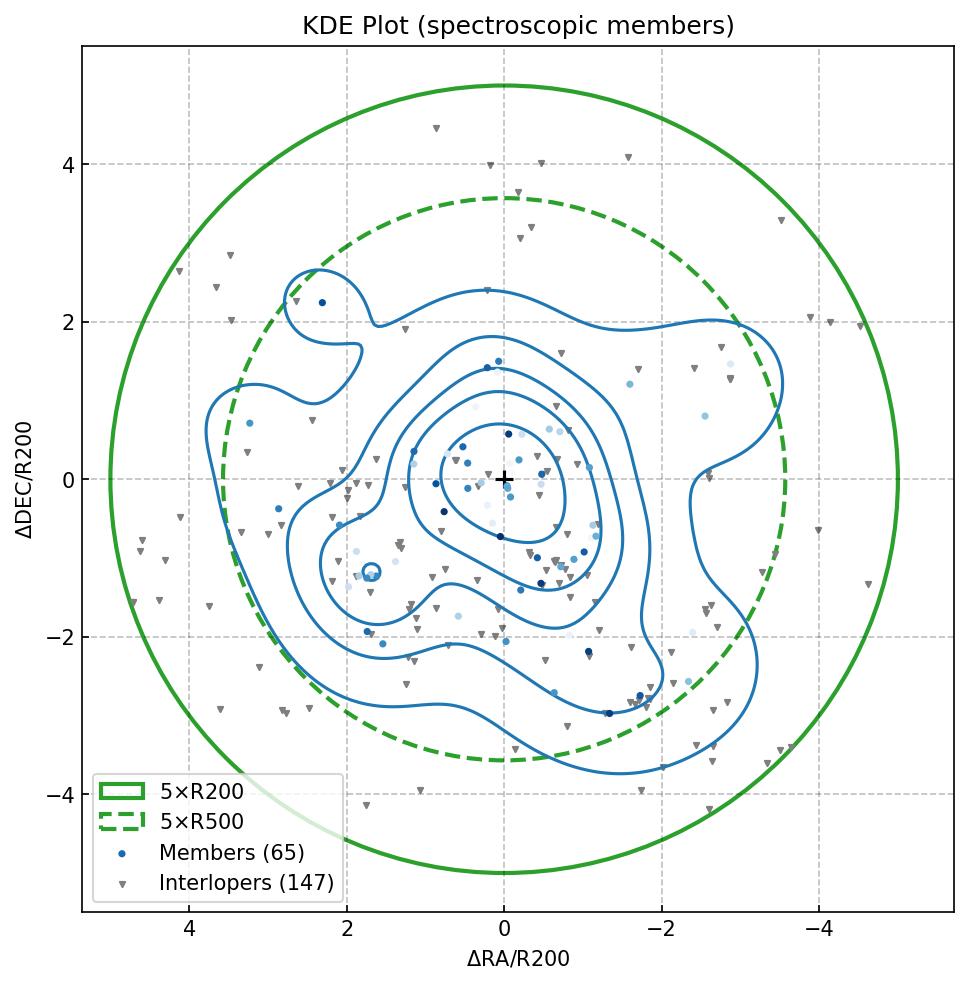 KDE Plot (spectroscopic members)
ΔDEC/R200
4
2
0
−2
−4
5×R200
5×R500
Members (65)
Interlopers (147)
4
2
0
−2
−4
ΔRA/R200